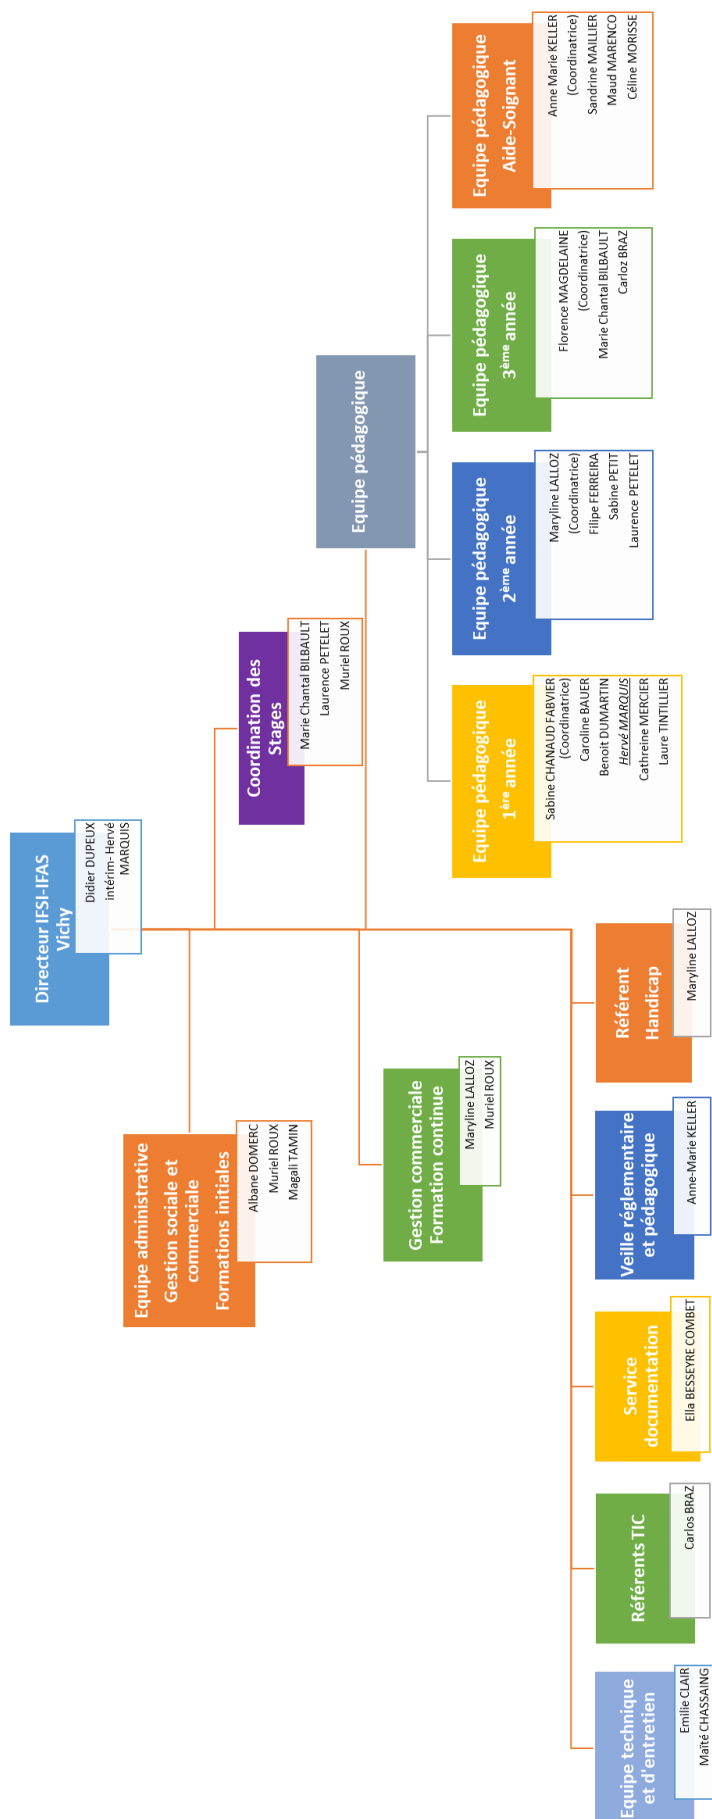 Directeur IFSI-IFAS
Vichy
Didier DUPEUX
intérim- Hervé
MARQUIS
Equipe administrative
Gestion sociale et
commerciale
Formations initiales
Albane DOMERC
Muriel ROUX
Magali TAMIN
Coordination des
Stages
Marie Chantal BILBAULT
Laurence PETELET
Muriel ROUX
Gestion commerciale
Formation continue
Maryline LALLOZ
Muriel ROUX
Equipe pédagogique
Equipe pédagogique
1ère année
Sabine CHANAUD FABVIER
(Coordinatrice)
Caroline BAUER
Benoit DUMARTIN
Hervé MARQUIS
Cathreine MERCIER
Laure TINTILLIER
Equipe pédagogique
2ème année
Maryline LALLOZ
(Coordinatrice)
Filipe FERREIRA
Sabine PETIT
Laurence PETELET
Equipe pédagogique
3ème année
Florence MAGDELAINE
(Coordinatrice)
Marie Chantal BILBAULT
Carloz BRAZ
Equipe pédagogique
Aide-Soignant
Anne Marie KELLER
(Coordinatrice)
Sandrine MAILLIER
Maud MARENCO
Céline MORISSE
Equipe technique
et d'entretien
Emilie CLAIR
Maïté CHASSAING
Référents TIC
Carlos BRAZ
Service
documentation
Ella BESSEYRE COMBET
Veille réglementaire
et pédagogique
Anne-Marie KELLER
Référent
Handicap
Maryline LALLOZ